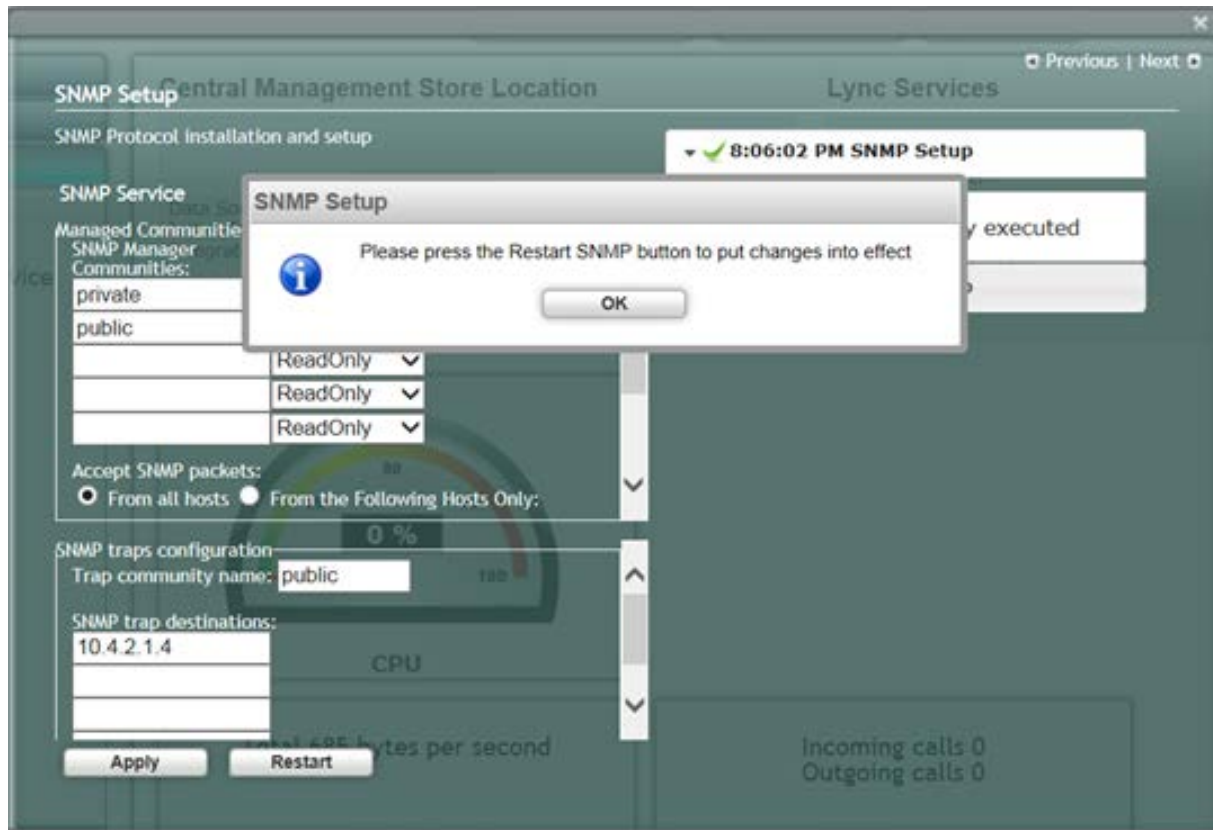 Previous | Next
Central Management Store Location
Lync Services
SNMP Setup
SNMP Protocol installation and setup
8:06:02 PM SNMP Setup
SNMP Service
SNMP Setup
Please press the Restart SNMP button to put changes into effect
OK
executed
Managed Communitie
SNMP Manager
Communities:
private
public
ReadOnly
ReadOnly
ReadOnly
Accept SNMP packets:
From all hosts From the Following Hosts Only:
0 %
SNMP traps configuration
Trap community name: public
100
SNMP trap destinations:
10.4.2.1.4
CPU
bytes per second
Incoming calls 0
Outgoing calls 0
Apply Restart